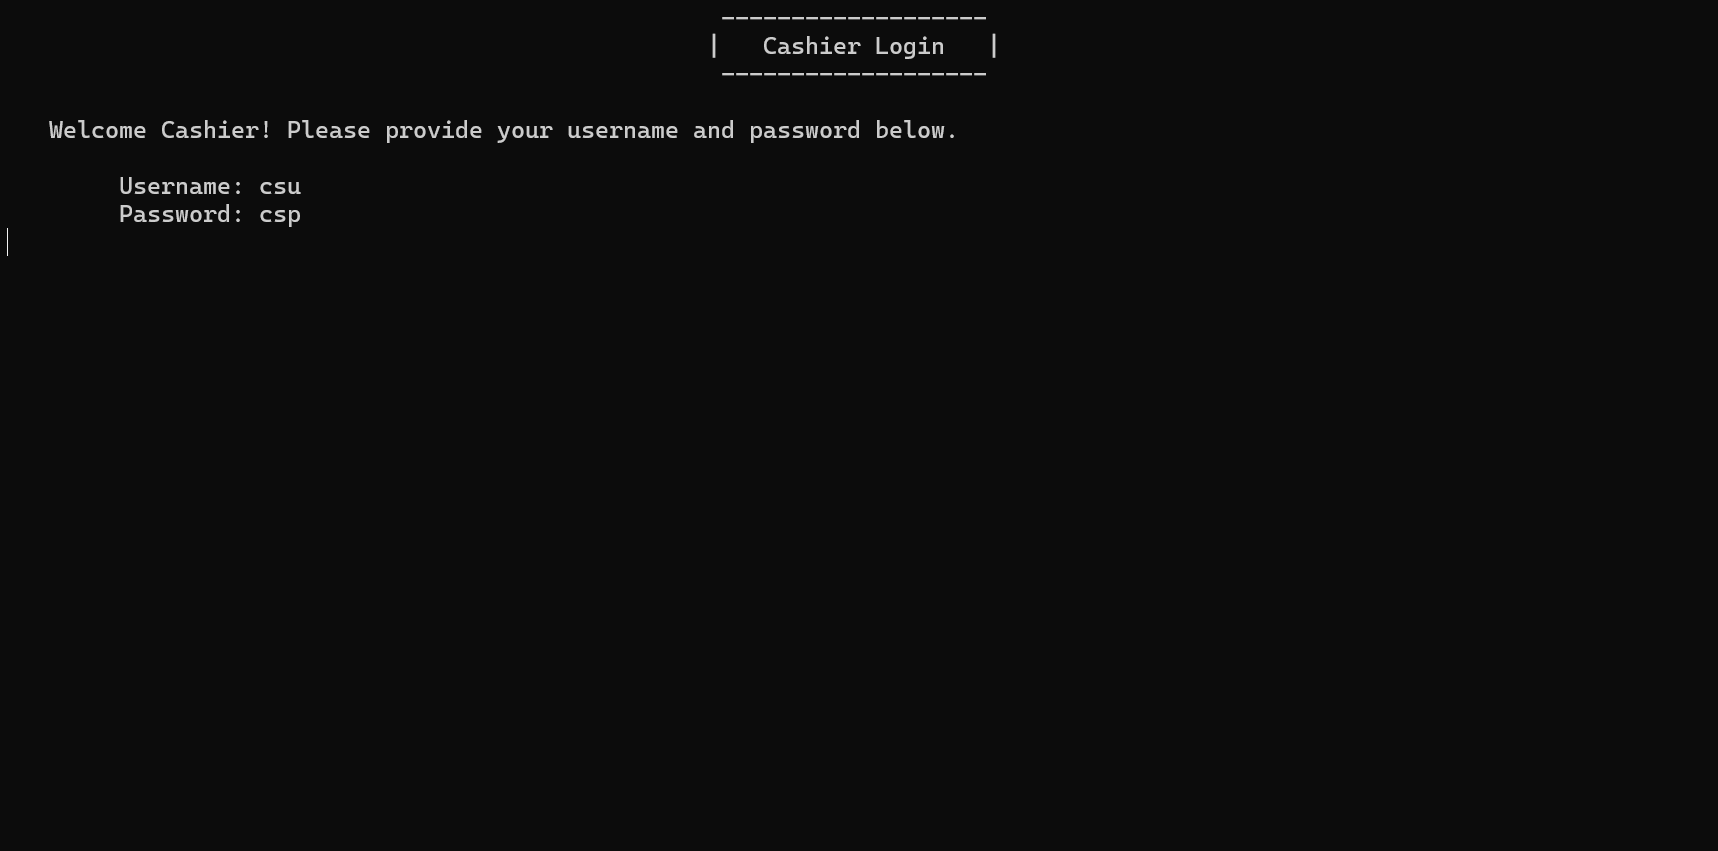 -------------------
|   Cashier Login   |
-------------------
Welcome Cashier! Please provide your username and password below.
Username: csu
Password: csp